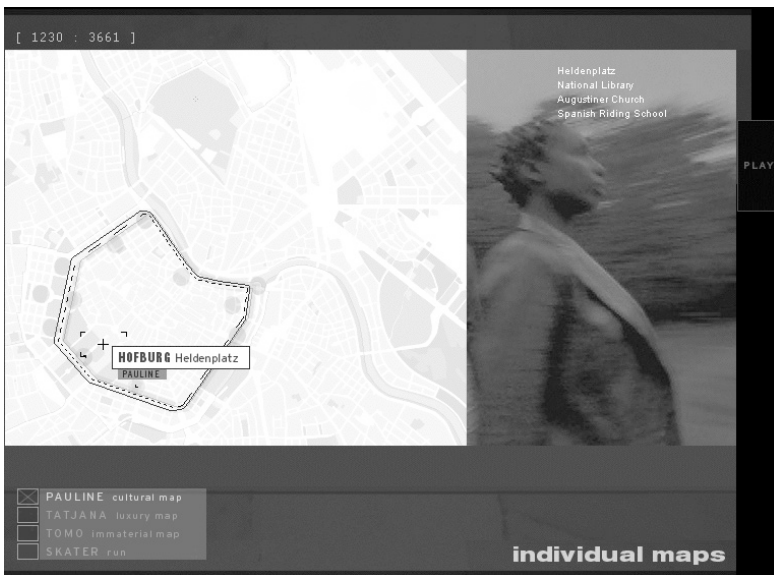 [ 1230 : 3661 ]
Heldenplatz
National Library
Augustiner Church
Spanish Riding School
PLAY
HOFBURG Heldenplatz
PAULINE
PAULINE cultural map
TATJANA luxury map
TOMO immaterial map
SKATER run
individual maps